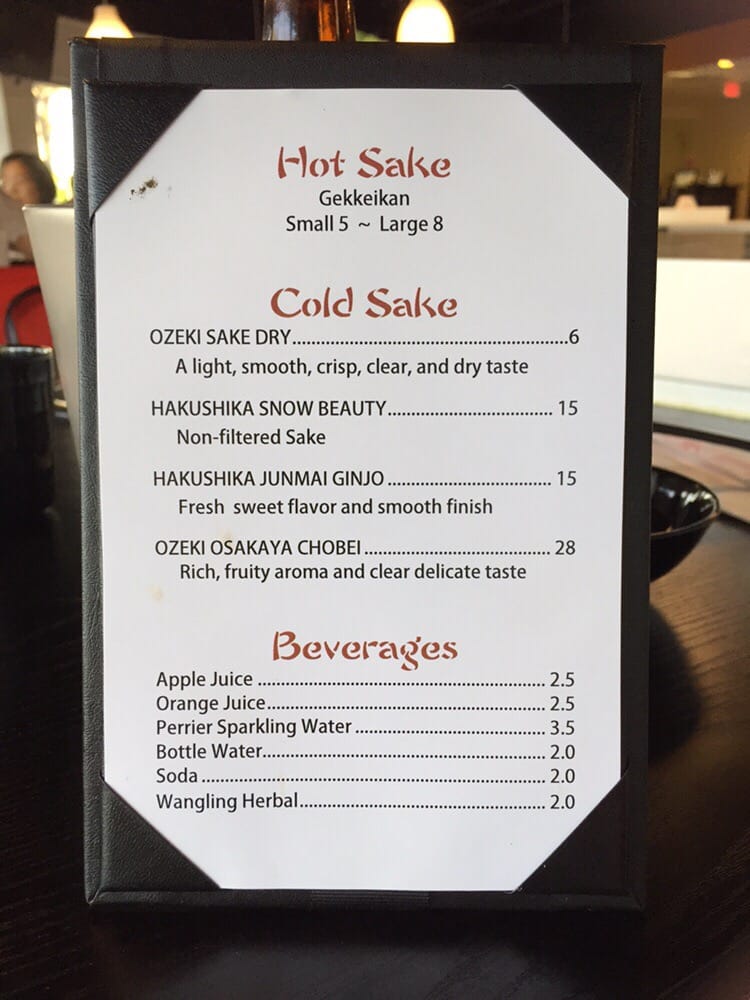 Hot Sake
Gekkeikan
Small 5 ~ Large 8
Cold Sake
OZEKI SAKE DRY..............................................................6
A light, smooth, crisp, clear, and dry taste
HAKUSHIKA SNOW BEAUTY..................................... 15
Non-filtered Sake
HAKUSHIKA JUNMAI GINJO..................................... 15
Fresh sweet flavor and smooth finish
OZEKI OSAKAYA CHOBEI.......................................... 28
Rich, fruity aroma and clear delicate taste
Beverages
Apple Juice ................................................................ 2.5
Orange Juice.............................................................. 2.5
Perrier Sparkling Water........................................... 3.5
Bottle Water............................................................... 2.0
Soda ............................................................................. 2.0
Wangling Herbal....................................................... 2.0